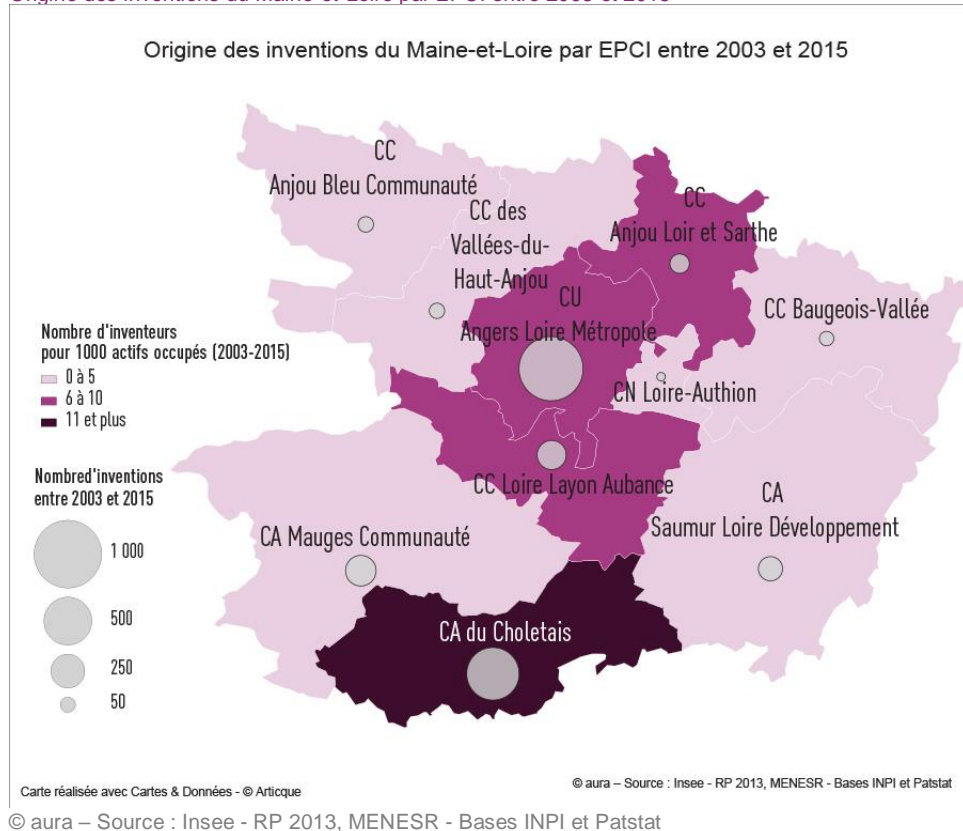 Origine des inventions du Maine-et-Loire par EPCI entre 2003 et 2015
CC
Anjou Bleu Communauté
CC des
Vallées-du-
Haut-Anjou
CC
Anjou Loir et Sarthe
CU
Angers Loire Métropole
CC Baugeois-Vallée
CN Loire-Authion
CC Loire Layon Aubance
CA
Saumur Loire Développement
CA Mauges Communauté
CA du Choletais
Nombre d'inventeurs
pour 1000 actifs occupés (2003-2015)
0 à 5
6 à 10
11 et plus
Nombred'inventions
entre 2003 et 2015
1 000
500
250
50
Carte réalisée avec Cartes & Données - © Articque
© aura – Source : Insee - RP 2013, MENESR - Bases INPI et Patstat
© aura – Source : Insee - RP 2013, MENESR - Bases INPI et Patstat